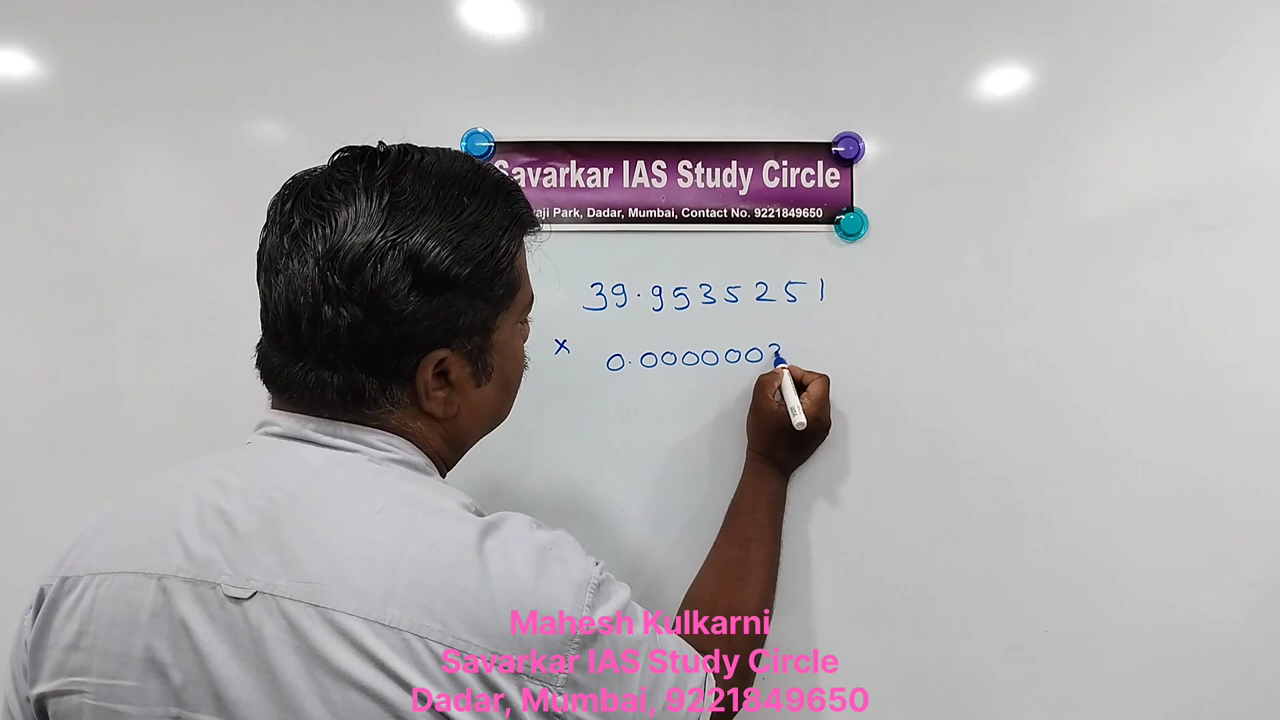 Savarkar IAS Study Circle
Park, Dadar, Mumbai, Contact No. 9221849650
39.9535251
× 0.000000
Mahesh Kulkarni
Savarkar IAS Study Circle
Dadar, Mumbai, 9221849650